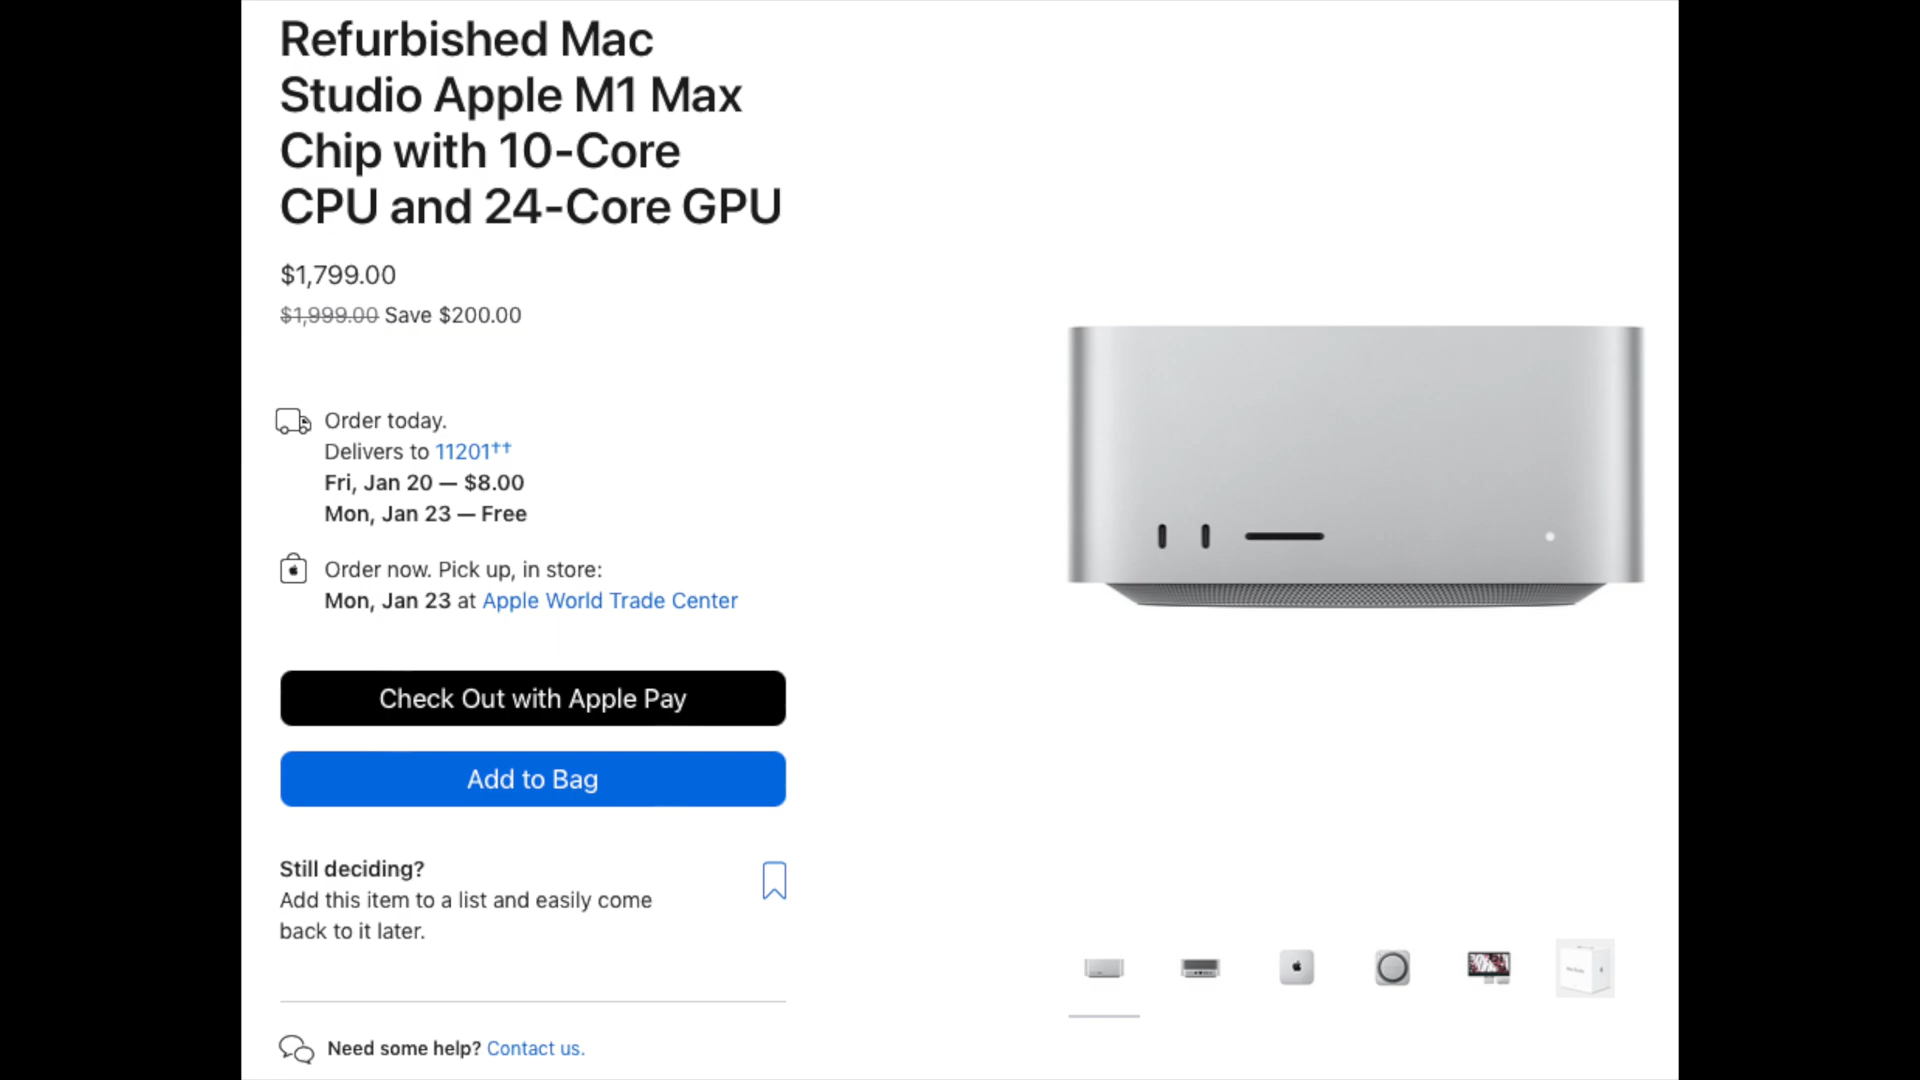 Refurbished Mac
Studio Apple M1 Max
Chip with 10-Core
CPU and 24-Core GPU
$1,799.00
$1,999.00 Save $200.00
Order today.
Delivers to 11201††
Fri, Jan 20 — $8.00
Mon, Jan 23 — Free
Order now. Pick up, in store:
Mon, Jan 23 at Apple World Trade Center
Check Out with Apple Pay
Add to Bag
Still deciding?
Add this item to a list and easily come
back to it later.
Need some help? Contact us.